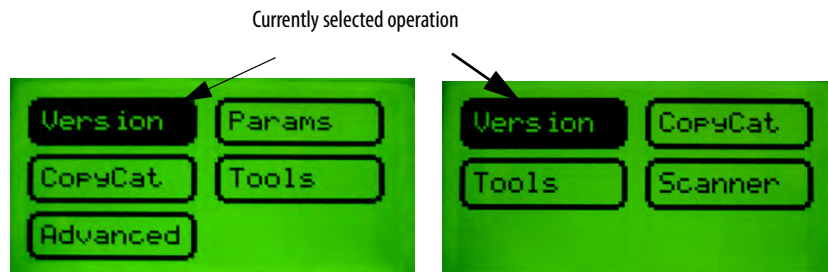 Currently selected operation
Version Params
CopyCat Tools
Advanced
Version CopyCat
Tools Scanner